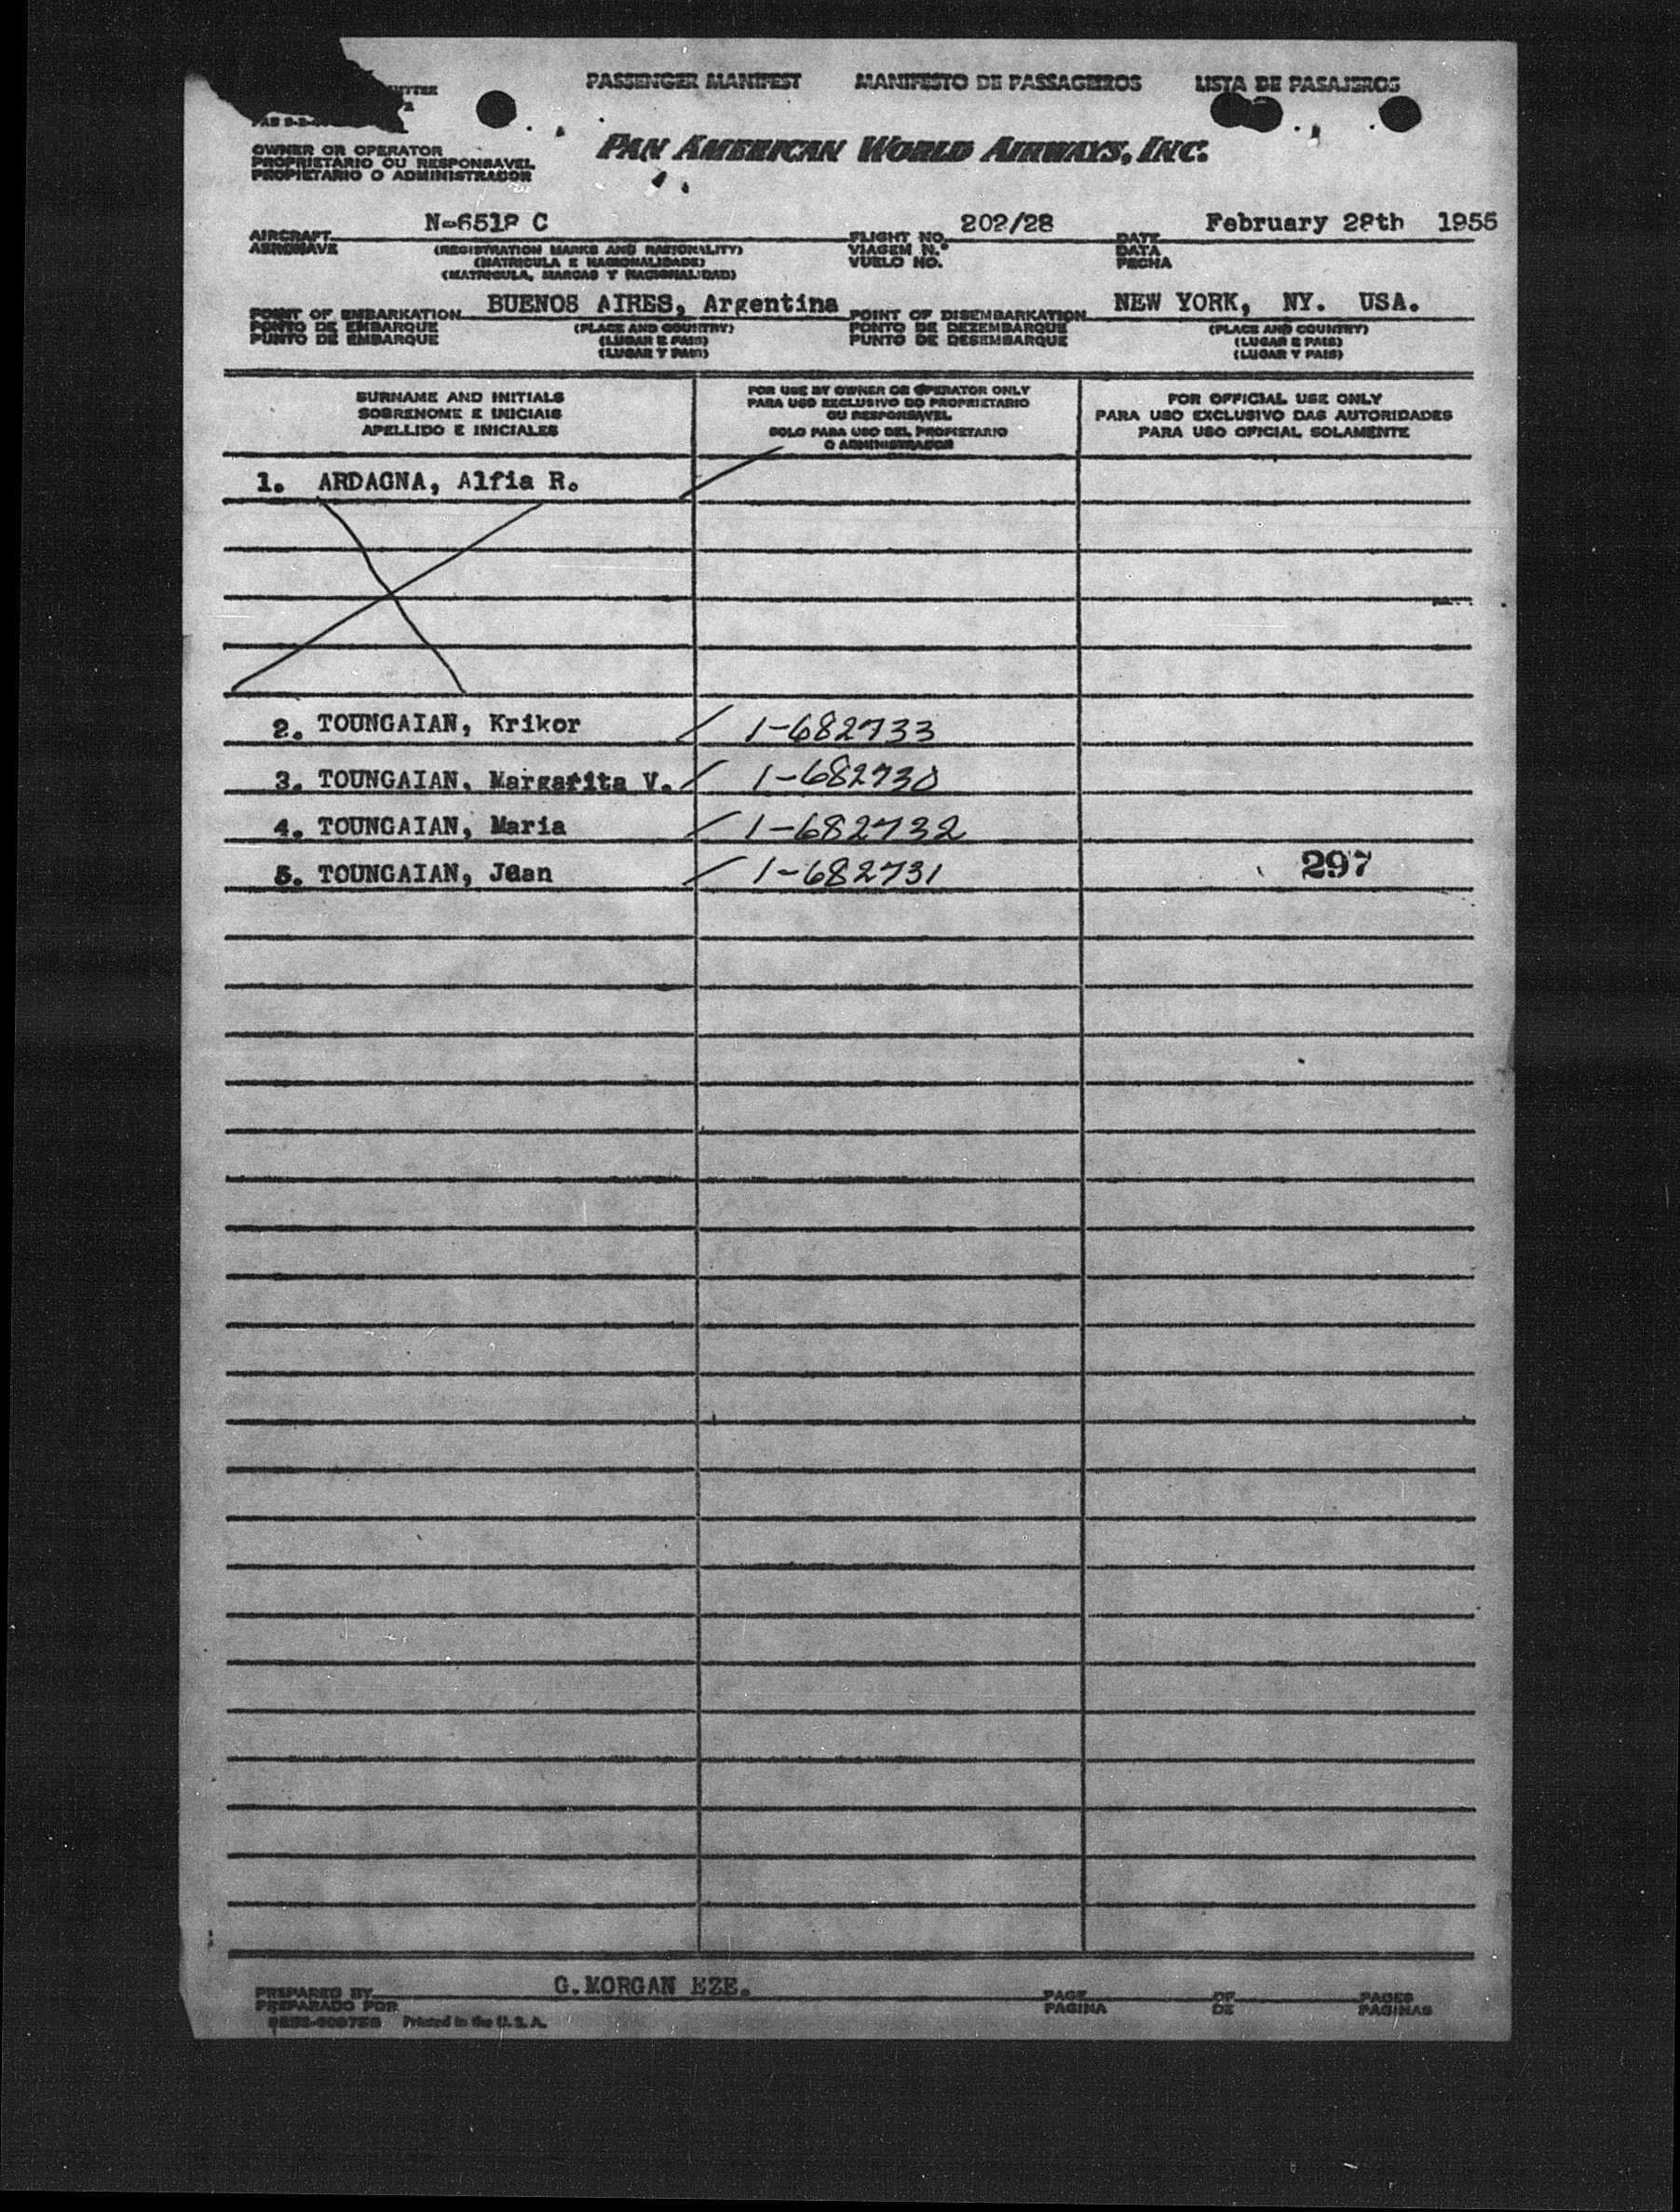 PASSENGER MANIFEST MANIFESTO DE PASSAGEIROS LISTA DE PASAJEROS
OWNER OR OPERATOR
PROPRIETARIO OU RESPONSAVEL
PROPIETARIO O ADMINISTRADOR
PAN AMERICAN WORLD AIRWAYS, INC.
AIRCRAFT N-6518 C FLIGHT NO. 202/28 DATE February 28th 1955
AERONAVE (REGISTRATION MARKS AND NATIONALITY) VIAGEM N.º DATA
(MATRICULA E NACIONALIDADE) VUELO NO. FECHA
(MATRICULA, MARCAS Y NACIONALIDAD)
POINT OF EMBARKATION BUENOS AIRES, Argentina POINT OF DISEMBARKATION NEW YORK, NY. USA.
PONTO DE EMBARQUE (PLACE AND COUNTRY) PONTO DE DEZEMBARQUE (PLACE AND COUNTRY)
PUNTO DE EMBARQUE (LUGAR E PAIS) PUNTO DE DESEMBARQUE (LUGAR E PAIS)
(LUGAR Y PAIS) (LUGAR Y PAIS)
SURNAME AND INITIALS
SOBRENOME E INICIAIS
APELLIDO E INICIALES
FOR USE BY OWNER OR OPERATOR ONLY
PARA USO EXCLUSIVO DO PROPRIETARIO
OU RESPONSAVEL
SOLO PARA USO DEL PROPIETARIO
O ADMINISTRADOR
FOR OFFICIAL USE ONLY
PARA USO EXCLUSIVO DAS AUTORIDADES
PARA USO OFICIAL SOLAMENTE
1. ARDAGNA, Alfia R.
2. TOUNGAIAN, Krikor 1-682733
3. TOUNGAIAN, Margarita V. 1-682730
4. TOUNGAIAN, Maria 1-682732
5. TOUNGAIAN, Juan 1-682731 297
PREPARED BY G.MORGAN EZE. PAGE OF PAGES
PREPARADO POR PAGINA DE PAGINAS
Printed in the U.S.A.